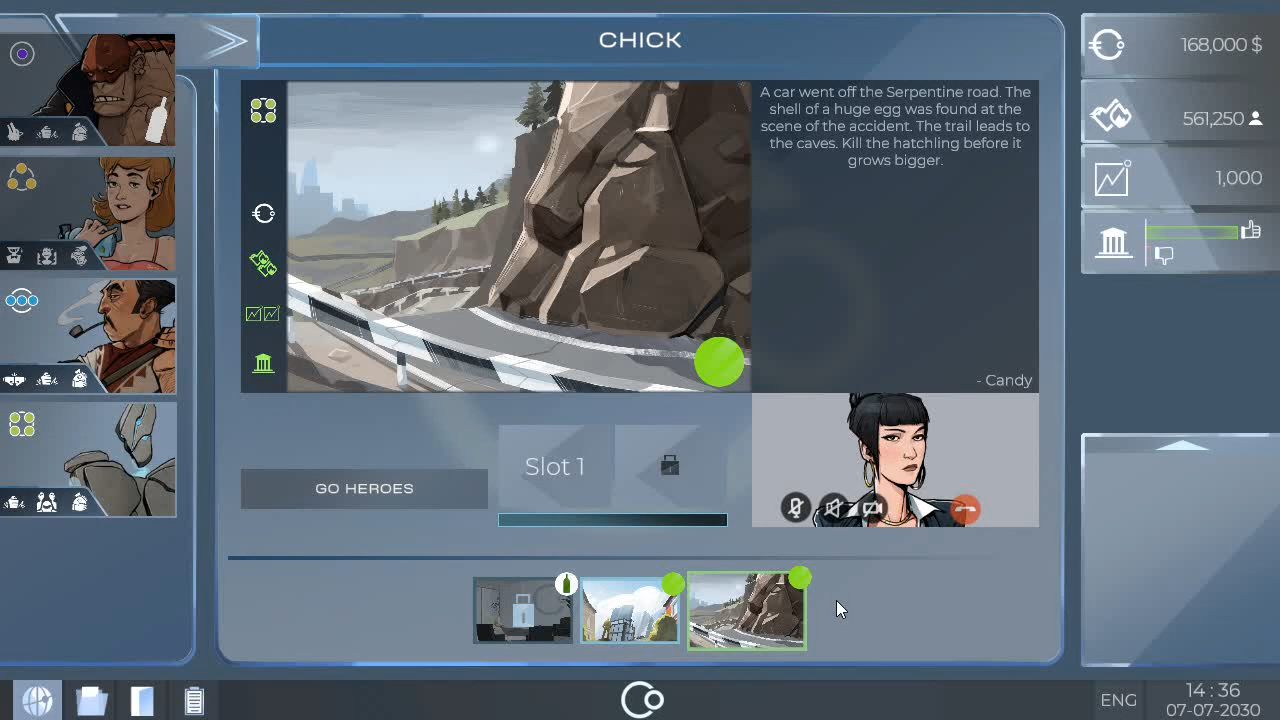 CHICK
168,000 $
A car went off the Serpentine road. The
shell of a huge egg was found at the
scene of the accident. The trail leads to
the caves. Kill the hatchling before it
grows bigger.
561,250
1,000
- Candy
Slot 1
GO HEROES
ENG
14 : 36
07-07-2030